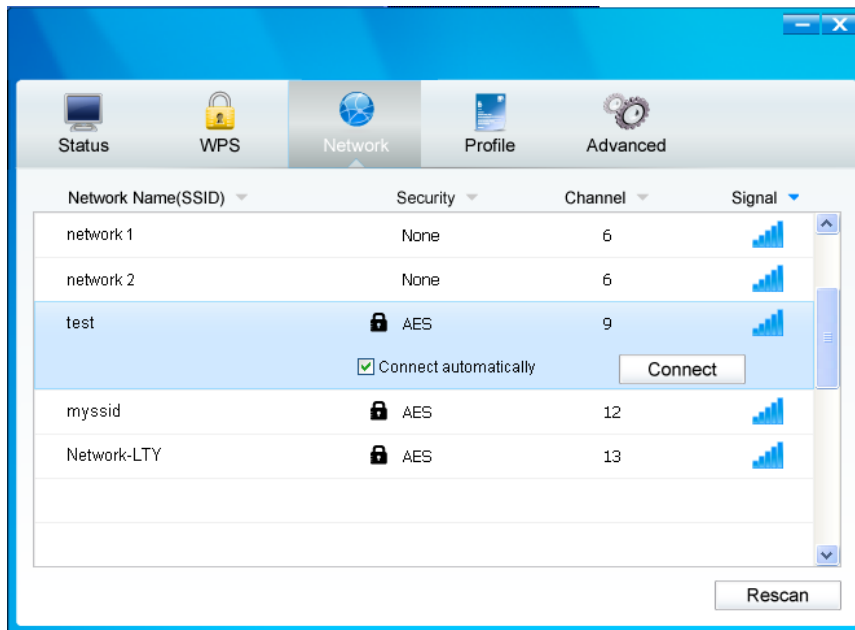 Status WPS Network Profile Advanced
Network Name(SSID) Security Channel Signal
network 1 None 6
network 2 None 6
test AES 9
Connect automatically Connect
myssid AES 12
Network-LTY AES 13
Rescan